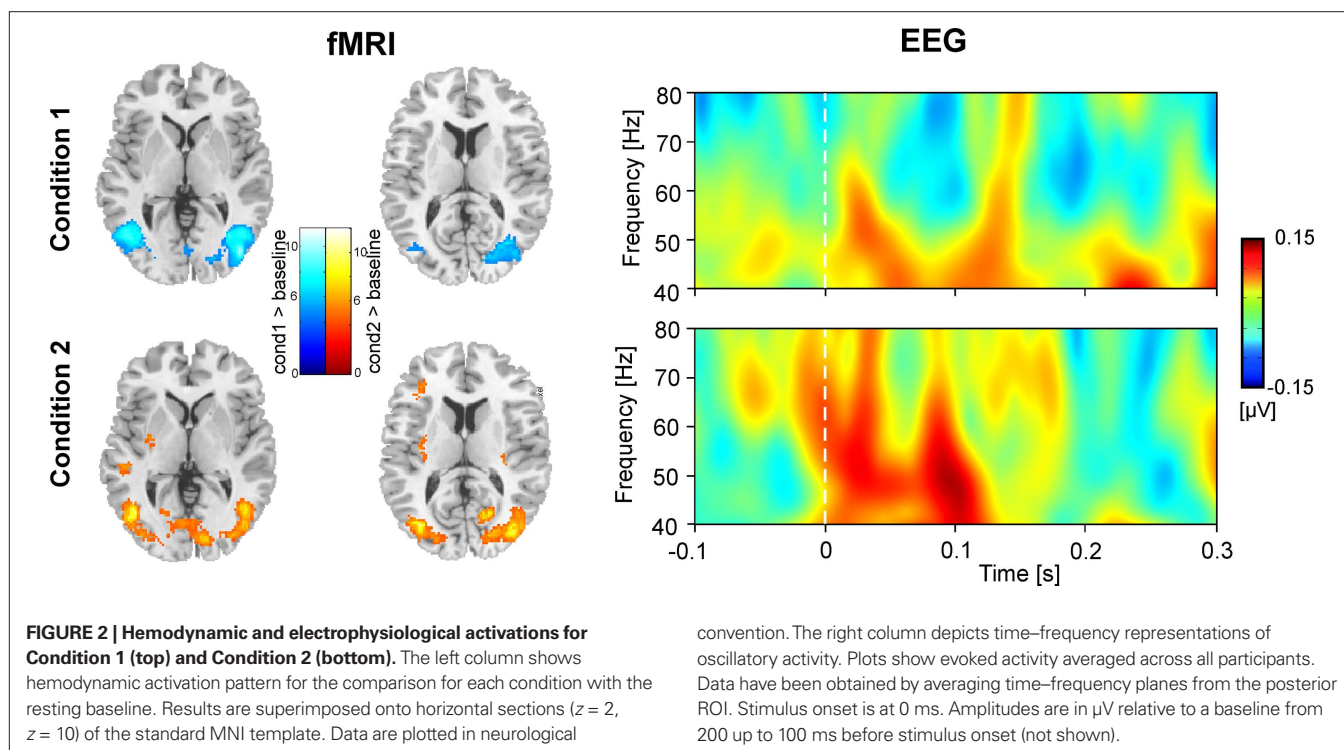 fMRI
EEG
Condition 1
10
6
0
cond1 > baseline
10
6
0
cond2 > baseline
Condition 2
Frequency [Hz]
80
70
60
50
40
Frequency [Hz]
80
70
60
50
40
-0.1
0
0.1
0.2
0.3
Time [s]
0.15
-0.15
[µV]
FIGURE 2 | Hemodynamic and electrophysiological activations for
Condition 1 (top) and Condition 2 (bottom). The left column shows
hemodynamic activation pattern for the comparison for each condition with the
resting baseline. Results are superimposed onto horizontal sections (z = 2,
z = 10) of the standard MNI template. Data are plotted in neurological
convention. The right column depicts time–frequency representations of
oscillatory activity. Plots show evoked activity averaged across all participants.
Data have been obtained by averaging time–frequency planes from the posterior
ROI. Stimulus onset is at 0 ms. Amplitudes are in µV relative to a baseline from
200 up to 100 ms before stimulus onset (not shown).